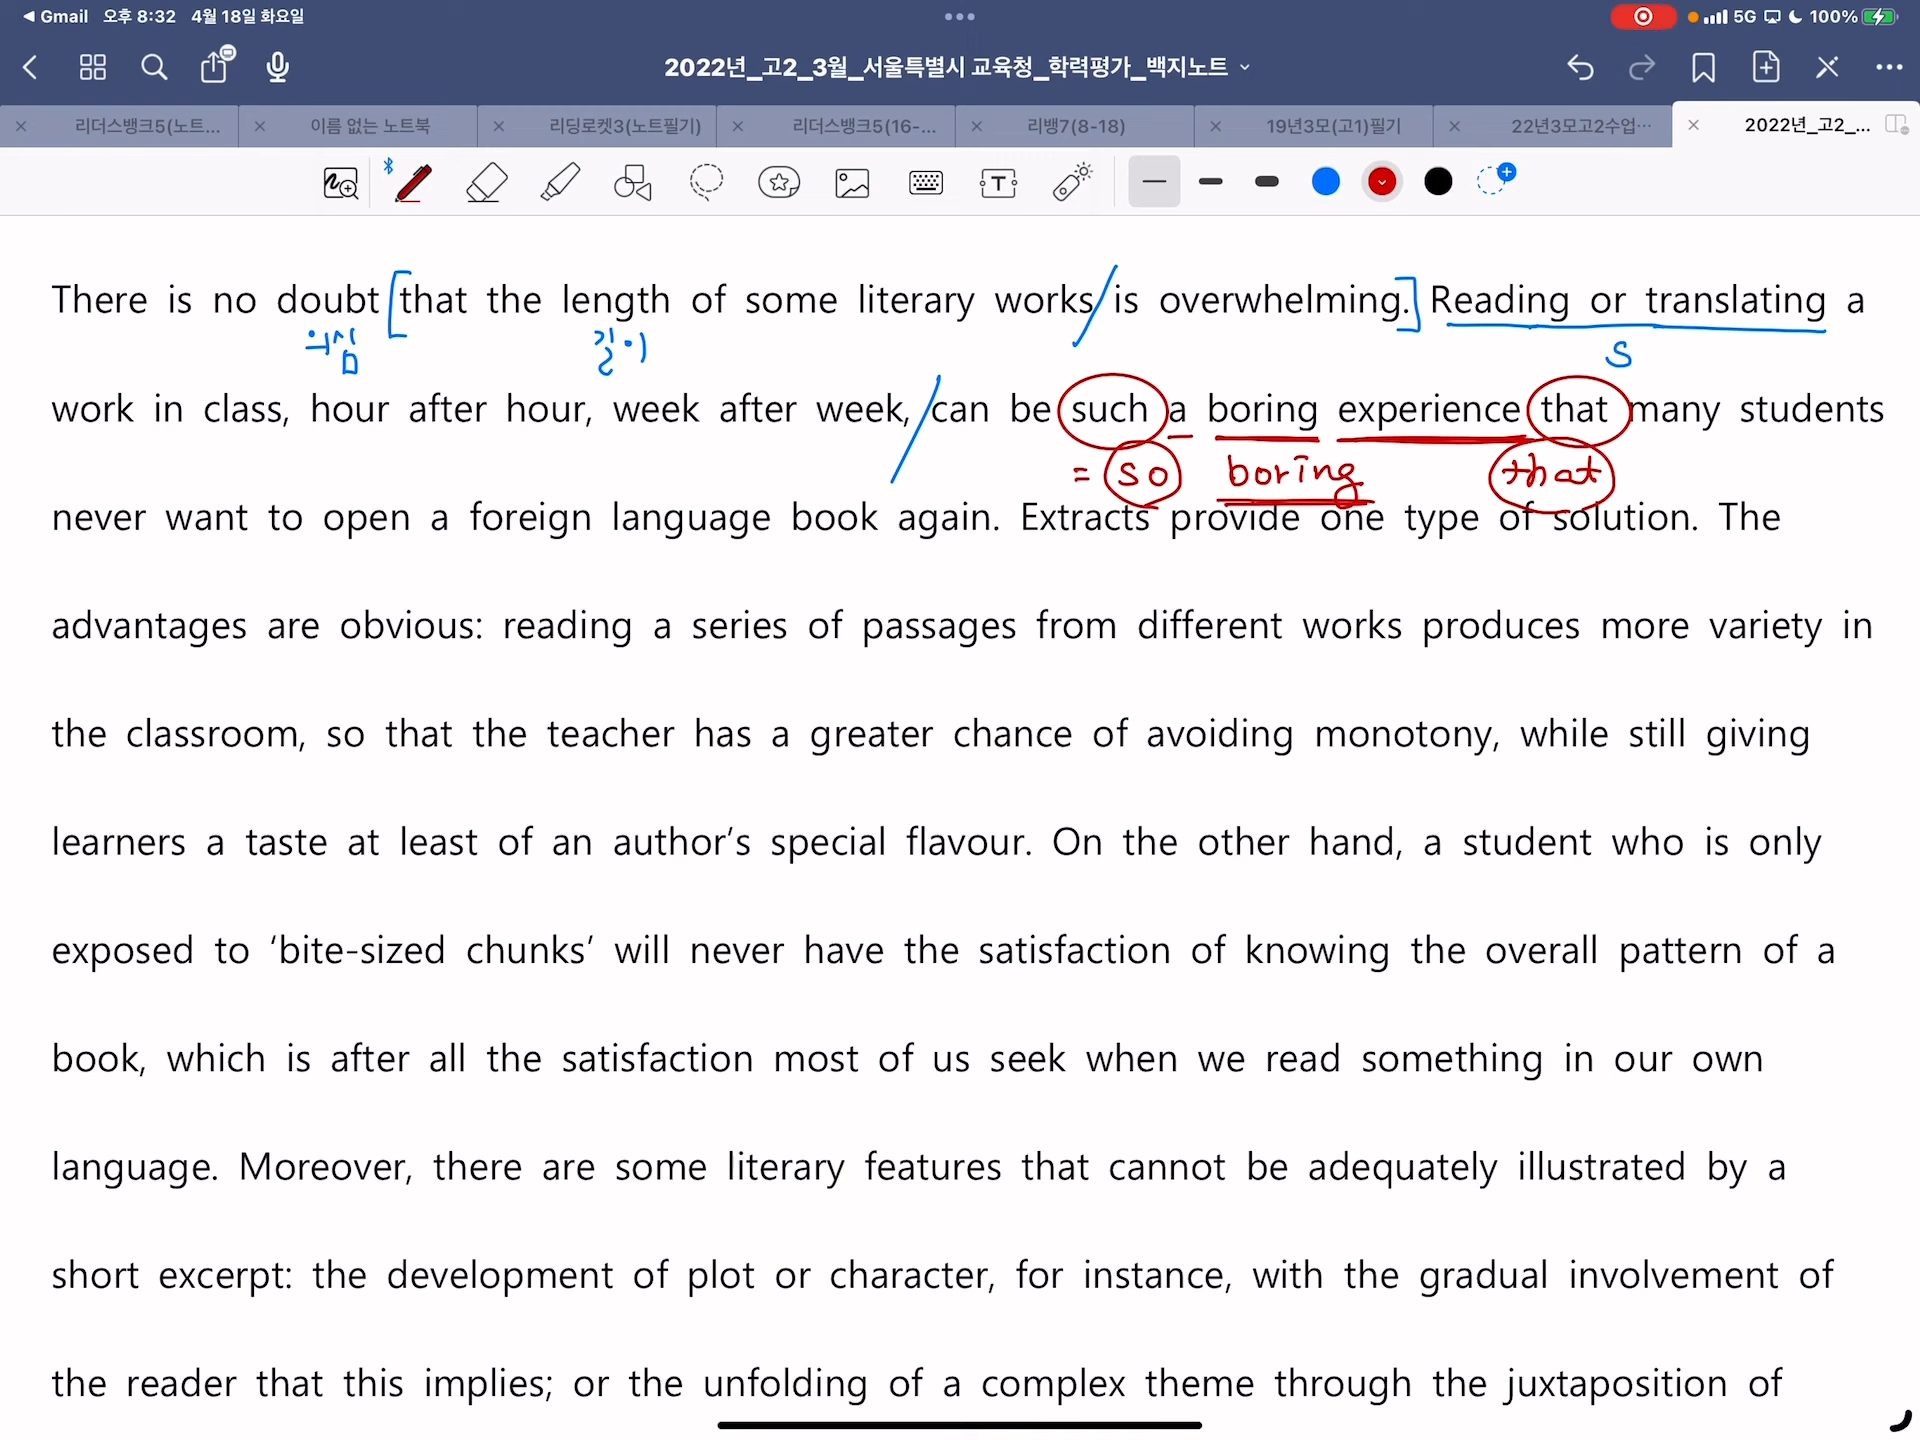 Gmail 오후 8:32 4월 18일 화요일 5G 100%
2022년_고2_3월_서울특별시 교육청_학력평가_백지노트
리더스뱅크5(노트... 이름 없는 노트북 리딩로켓3(노트필기) 리더스뱅크5(16-... 리뱅7(8-18) 19년3모(고1)필기 22년3모고2수업... 2022년_고2_...
There is no doubt [that the length of some literary works / is overwhelming.] Reading or translating a
의심 길이 S
work in class, hour after hour, week after week, / can be such a boring experience that many students
= so boring that
never want to open a foreign language book again. Extracts provide one type of solution. The
advantages are obvious: reading a series of passages from different works produces more variety in
the classroom, so that the teacher has a greater chance of avoiding monotony, while still giving
learners a taste at least of an author’s special flavour. On the other hand, a student who is only
exposed to ‘bite-sized chunks’ will never have the satisfaction of knowing the overall pattern of a
book, which is after all the satisfaction most of us seek when we read something in our own
language. Moreover, there are some literary features that cannot be adequately illustrated by a
short excerpt: the development of plot or character, for instance, with the gradual involvement of
the reader that this implies; or the unfolding of a complex theme through the juxtaposition of